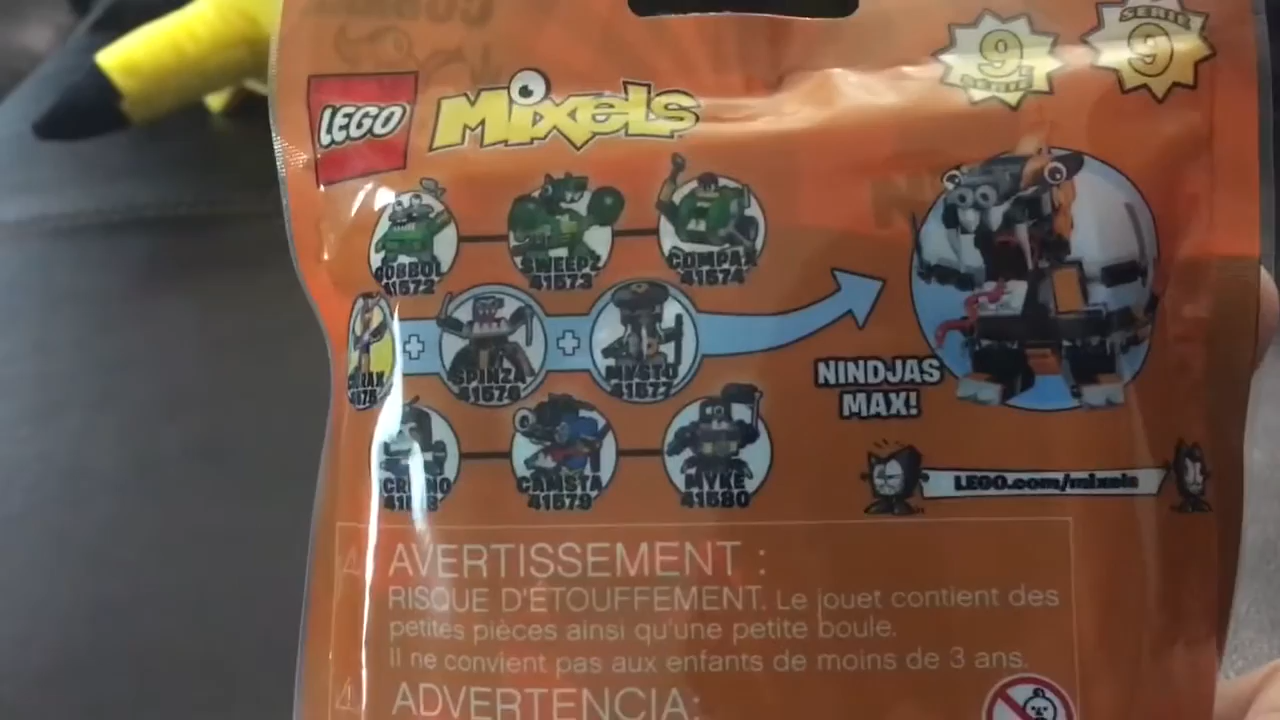 LEGO MixELS
9 SERIE
SERIE 9
GOBBOL 41572
SWEEPZ 41573
COMPAX 41574
SPINZA 41576
MYSTO 41577
NINDJAS MAX!
CAMSTA 41579
MYKE 41580
LEGO.com/mixels
AVERTISSEMENT :
RISQUE D'ÉTOUFFEMENT. Le jouet contient des
petites pièces ainsi qu'une petite boule.
Il ne convient pas aux enfants de moins de 3 ans.
ADVERTENCIA: